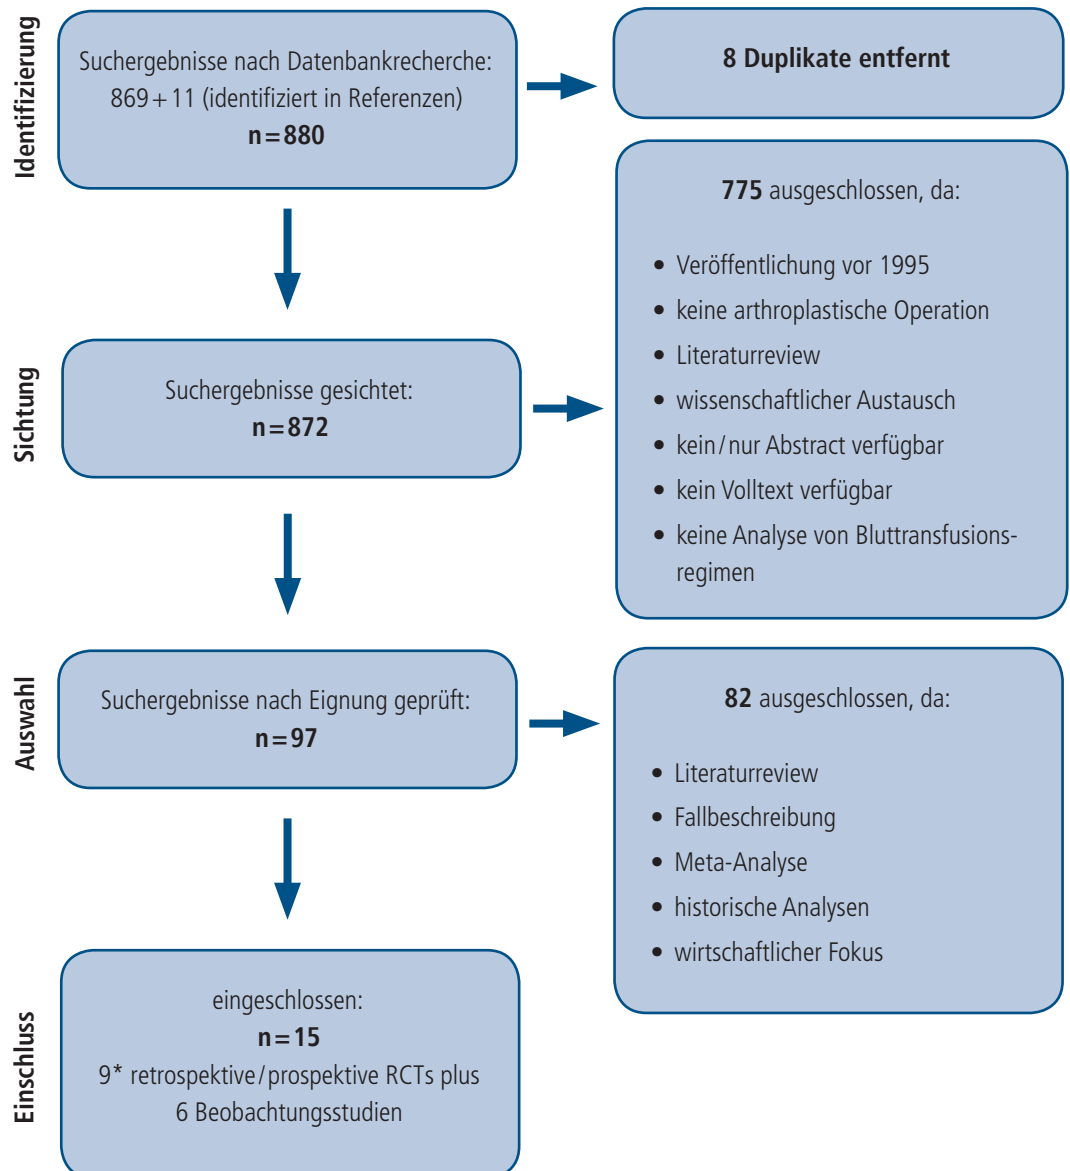 Identifizierung
Suchergebnisse nach Datenbankrecherche:
869 + 11 (identifiziert in Referenzen)
n = 880
8 Duplikate entfernt
775 ausgeschlossen, da:
• Veröffentlichung vor 1995
• keine arthroplastische Operation
• Literaturreview
• wissenschaftlicher Austausch
• kein / nur Abstract verfügbar
• kein Volltext verfügbar
• keine Analyse von Bluttransfusions-
regimen
Sichtung
Suchergebnisse gesichtet:
n = 872
Auswahl
Suchergebnisse nach Eignung geprüft:
n = 97
82 ausgeschlossen, da:
• Literaturreview
• Fallbeschreibung
• Meta-Analyse
• historische Analysen
• wirtschaftlicher Fokus
Einschluss
eingeschlossen:
n = 15
9* retrospektive / prospektive RCTs plus
6 Beobachtungsstudien